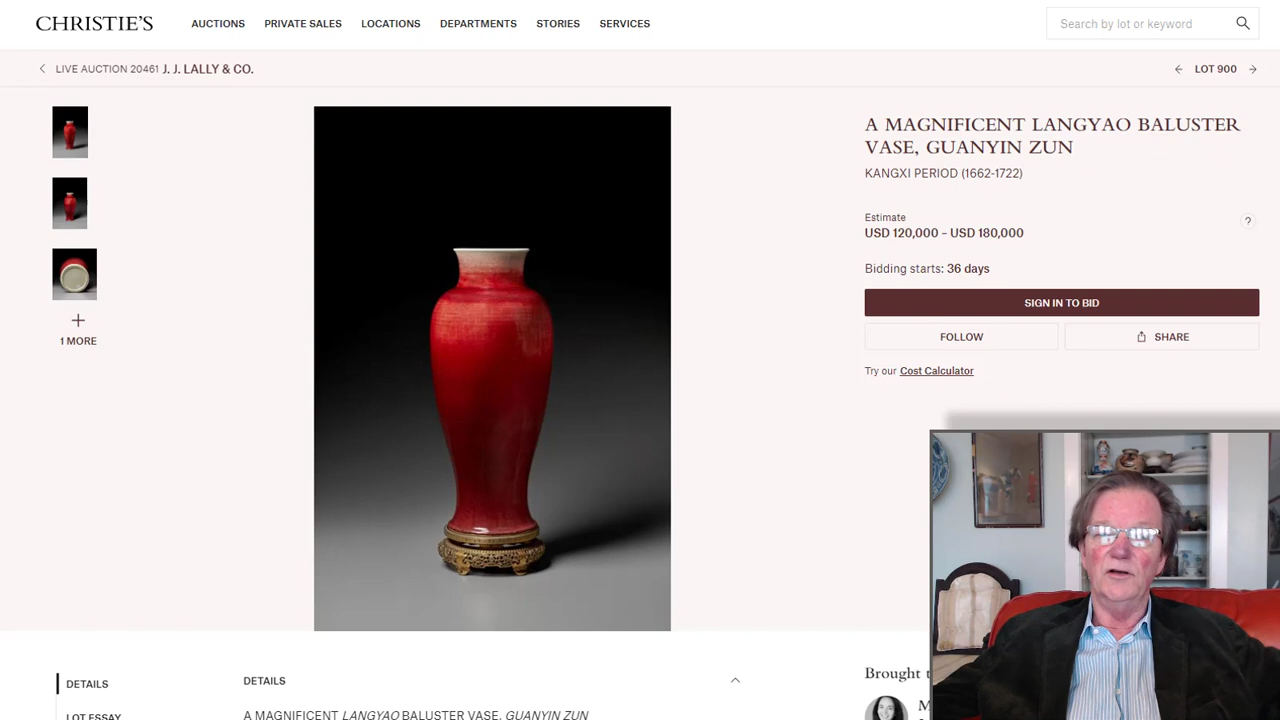 CHRISTIE'S
AUCTIONS PRIVATE SALES LOCATIONS DEPARTMENTS STORIES SERVICES
Search by lot or keyword
LIVE AUCTION 20461 J. J. LALLY & CO.
LOT 900
A MAGNIFICENT LANGYAO BALUSTER
VASE, GUANYIN ZUN
KANGXI PERIOD (1662-1722)
Estimate
?
USD 120,000 – USD 180,000
Bidding starts: 36 days
SIGN IN TO BID
FOLLOW
SHARE
Try our Cost Calculator
1 MORE
DETAILS
LOT ESSAY
DETAILS
A MAGNIFICENT LANGYAO BALUSTER VASE, GUANYIN ZUN
Brought